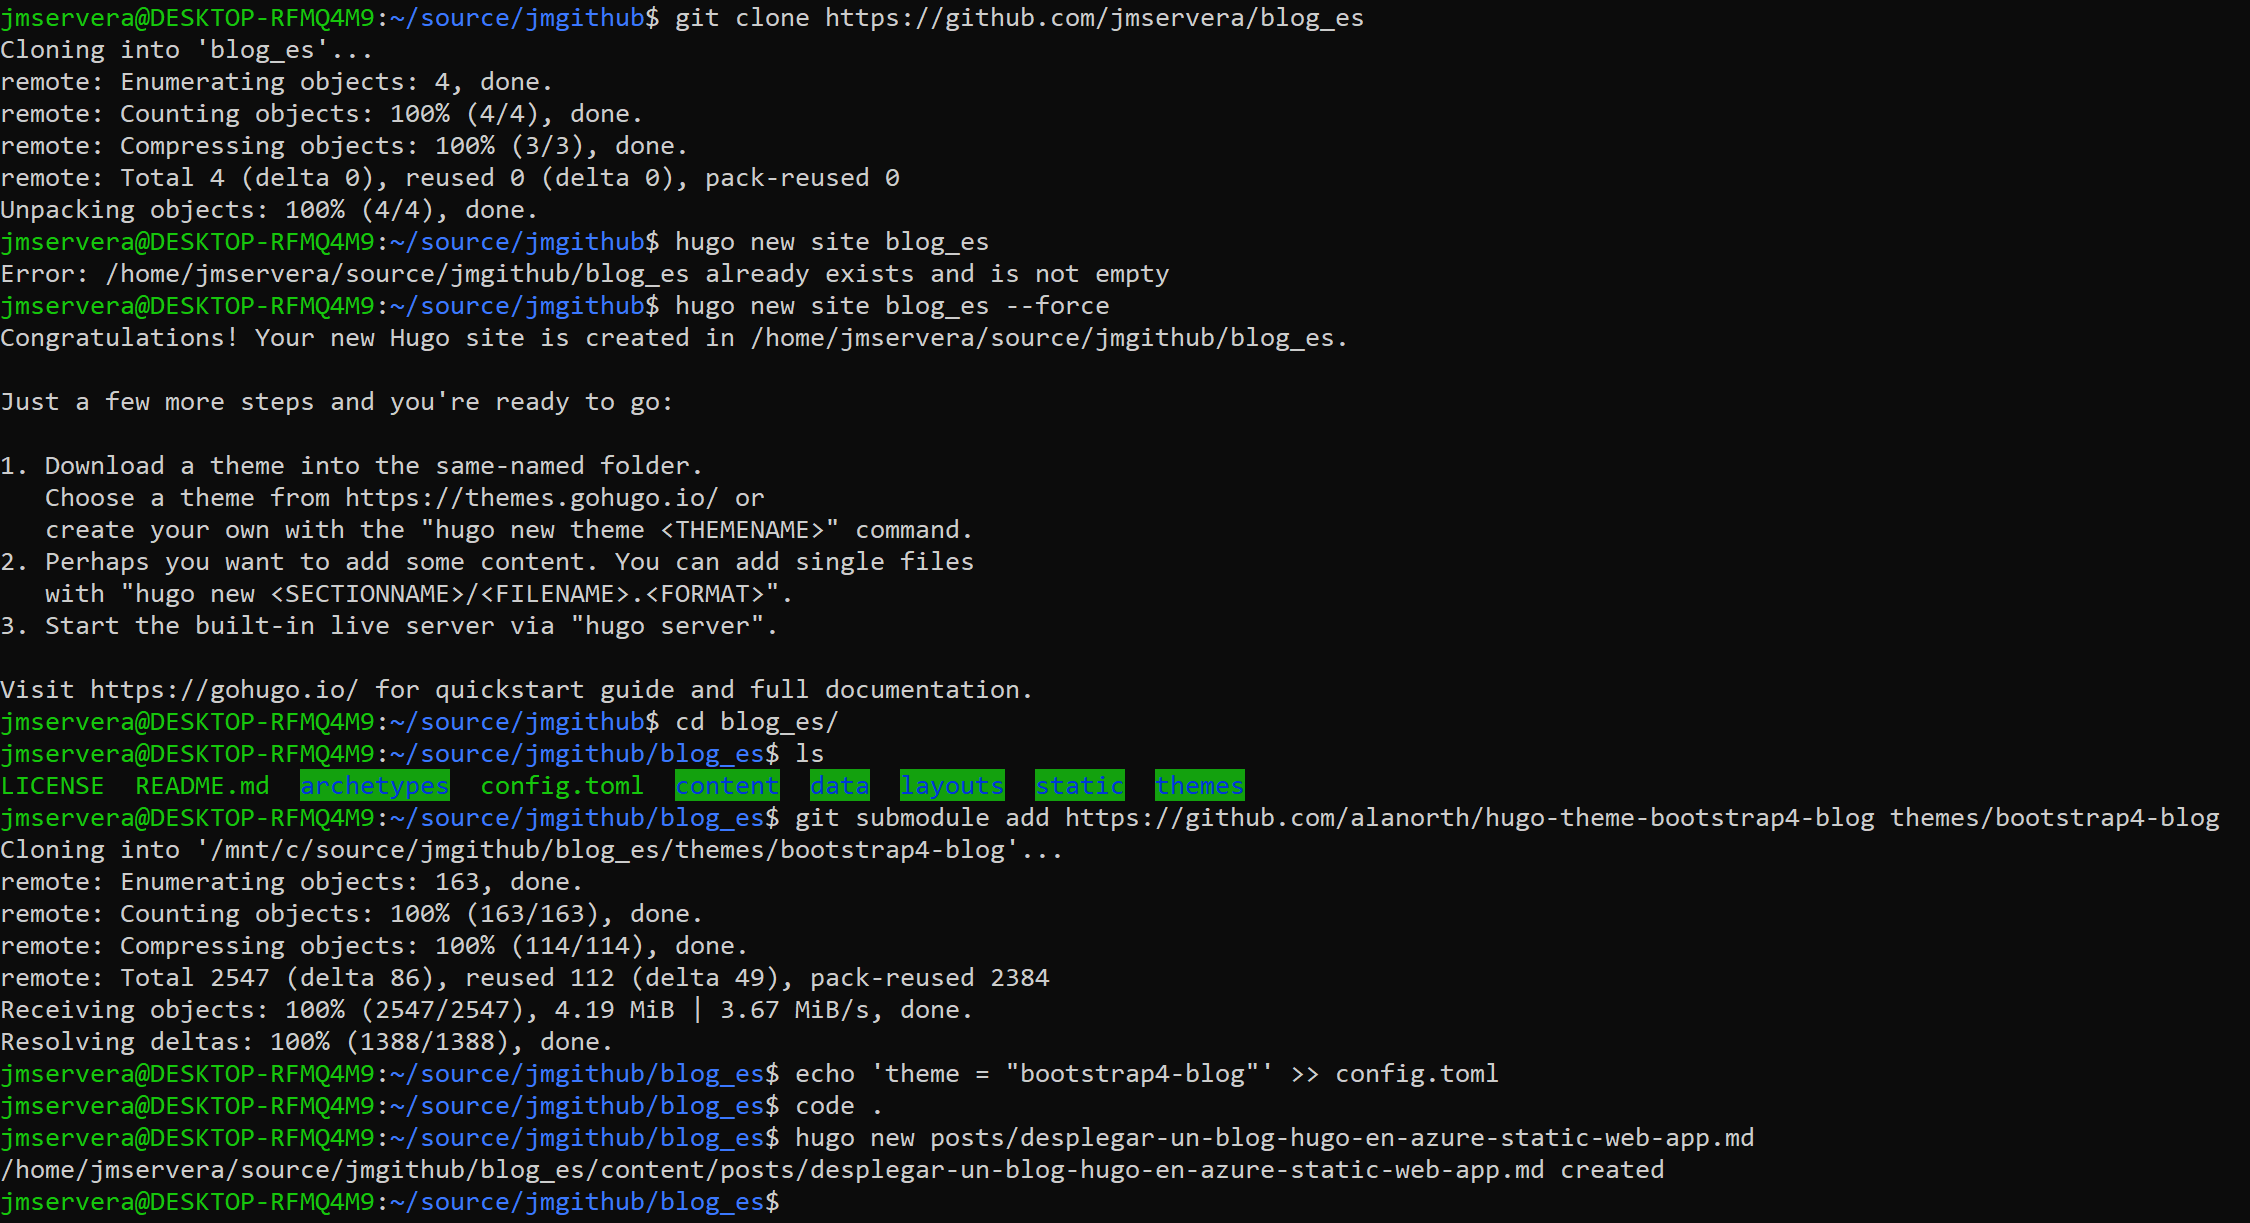 jmservera@DESKTOP-RFMQ4M9:~/source/jmgithub$ git clone https://github.com/jmservera/blog_es
Cloning into 'blog_es'...
remote: Enumerating objects: 4, done.
remote: Counting objects: 100% (4/4), done.
remote: Compressing objects: 100% (3/3), done.
remote: Total 4 (delta 0), reused 0 (delta 0), pack-reused 0
Unpacking objects: 100% (4/4), done.
jmservera@DESKTOP-RFMQ4M9:~/source/jmgithub$ hugo new site blog_es
Error: /home/jmservera/source/jmgithub/blog_es already exists and is not empty
jmservera@DESKTOP-RFMQ4M9:~/source/jmgithub$ hugo new site blog_es --force
Congratulations! Your new Hugo site is created in /home/jmservera/source/jmgithub/blog_es.

Just a few more steps and you're ready to go:

1. Download a theme into the same-named folder.
   Choose a theme from https://themes.gohugo.io/ or
   create your own with the "hugo new theme <THEMENAME>" command.
2. Perhaps you want to add some content. You can add single files
   with "hugo new <SECTIONNAME>/<FILENAME>.<FORMAT>".
3. Start the built-in live server via "hugo server".

Visit https://gohugo.io/ for quickstart guide and full documentation.
jmservera@DESKTOP-RFMQ4M9:~/source/jmgithub$ cd blog_es/
jmservera@DESKTOP-RFMQ4M9:~/source/jmgithub/blog_es$ ls
LICENSE  README.md  archetypes  config.toml  content  data  layouts  static  themes
jmservera@DESKTOP-RFMQ4M9:~/source/jmgithub/blog_es$ git submodule add https://github.com/alanorth/hugo-theme-bootstrap4-blog themes/bootstrap4-blog
Cloning into '/mnt/c/source/jmgithub/blog_es/themes/bootstrap4-blog'...
remote: Enumerating objects: 163, done.
remote: Counting objects: 100% (163/163), done.
remote: Compressing objects: 100% (114/114), done.
remote: Total 2547 (delta 86), reused 112 (delta 49), pack-reused 2384
Receiving objects: 100% (2547/2547), 4.19 MiB | 3.67 MiB/s, done.
Resolving deltas: 100% (1388/1388), done.
jmservera@DESKTOP-RFMQ4M9:~/source/jmgithub/blog_es$ echo 'theme = "bootstrap4-blog"' >> config.toml
jmservera@DESKTOP-RFMQ4M9:~/source/jmgithub/blog_es$ code .
jmservera@DESKTOP-RFMQ4M9:~/source/jmgithub/blog_es$ hugo new posts/desplegar-un-blog-hugo-en-azure-static-web-app.md
/home/jmservera/source/jmgithub/blog_es/content/posts/desplegar-un-blog-hugo-en-azure-static-web-app.md created
jmservera@DESKTOP-RFMQ4M9:~/source/jmgithub/blog_es$